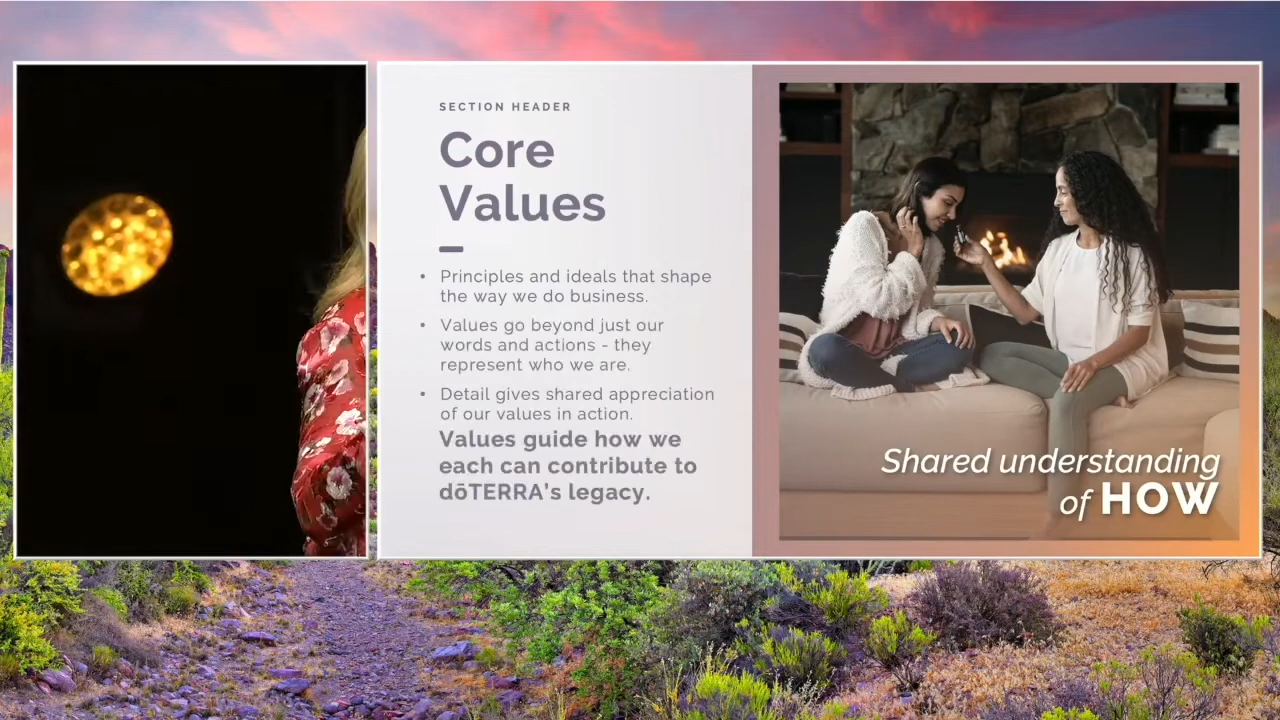 SECTION HEADER
Core
Values
• Principles and ideals that shape
the way we do business.
• Values go beyond just our
words and actions - they
represent who we are.
• Detail gives shared appreciation
of our values in action.
Values guide how we
each can contribute to
dōTERRA's legacy.
Shared understanding
of HOW